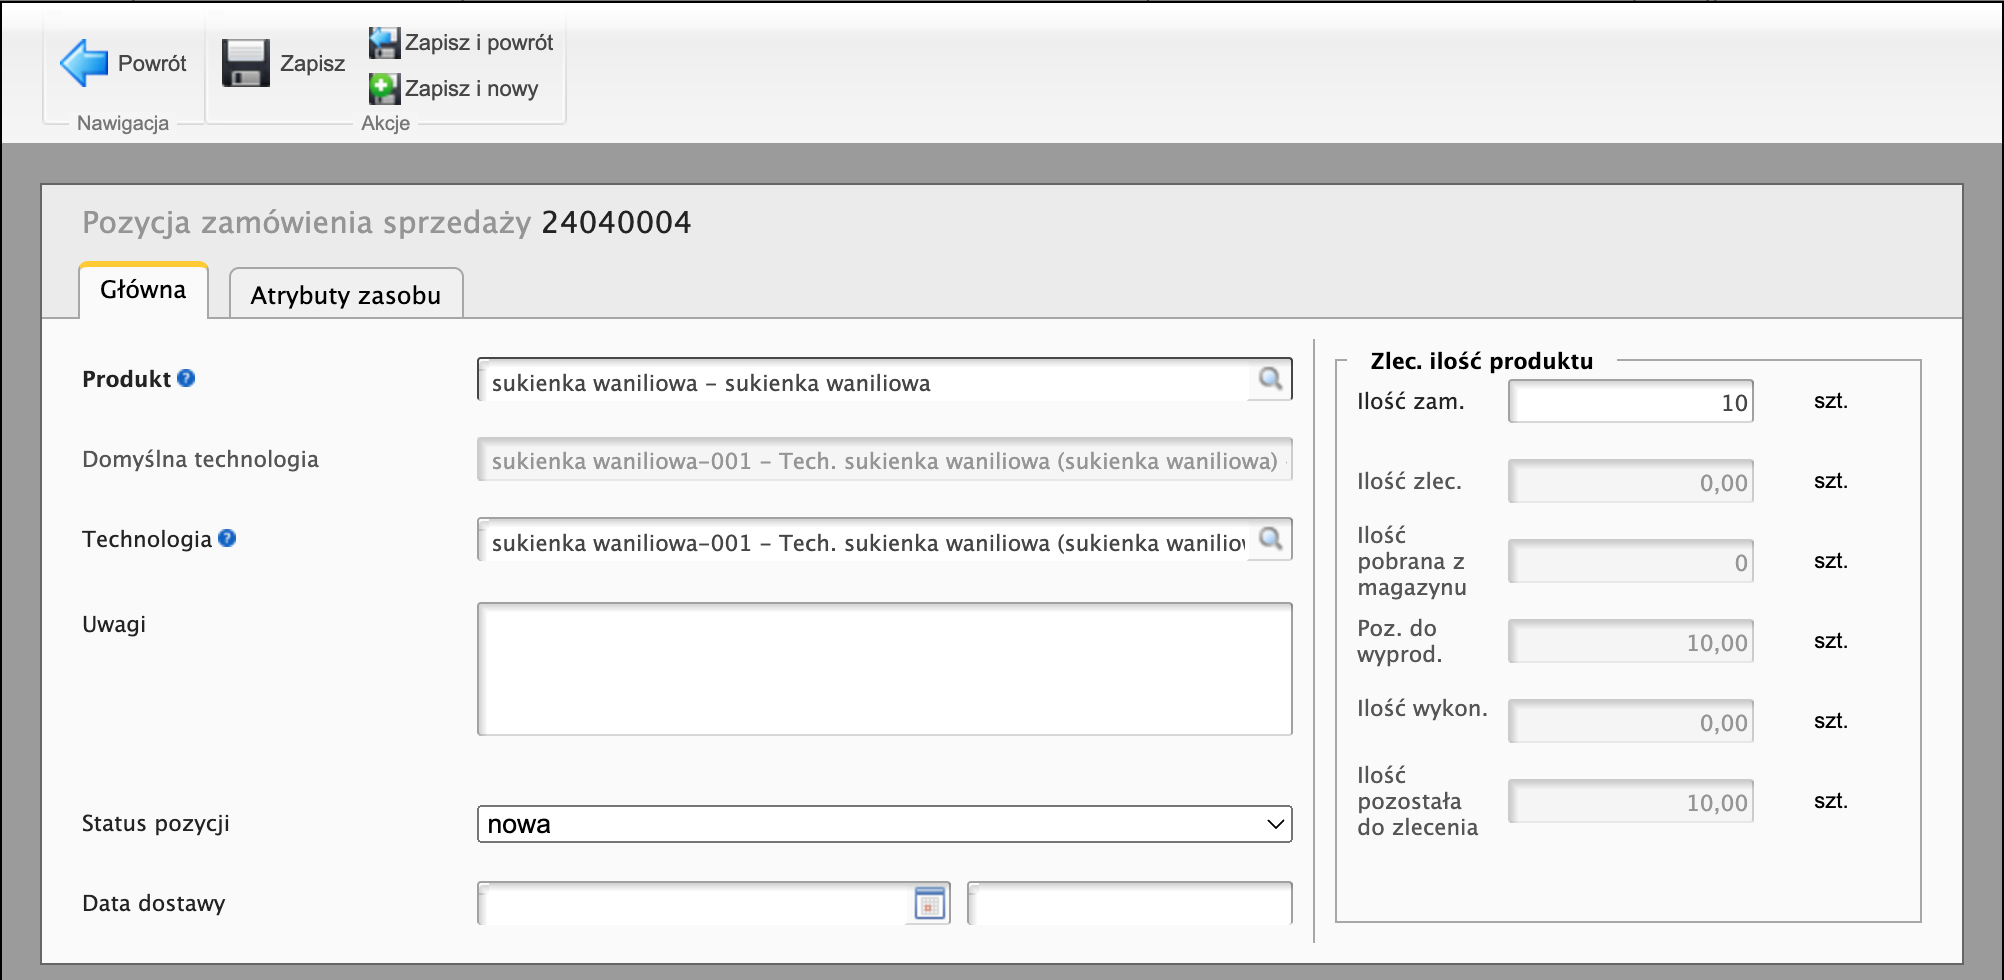 Powrót
Nawigacja
Zapisz
Zapisz i powrót
Zapisz i nowy
Akcje
Pozycja zamówienia sprzedaży 24040004
Główna
Atrybuty zasobu
Produkt
sukienka waniliowa - sukienka waniliowa
Domyślna technologia
sukienka waniliowa-001 - Tech. sukienka waniliowa (sukienka waniliowa) -
Technologia
sukienka waniliowa-001 - Tech. sukienka waniliowa (sukienka waniliow
Uwagi
Status pozycji
nowa
Data dostawy
Zlec. ilość produktu
Ilość zam.
10
szt.
Ilość zlec.
0,00
szt.
Ilość
pobrana z
magazynu
0
szt.
Poz. do
wyprod.
10,00
szt.
Ilość wykon.
0,00
szt.
Ilość
pozostała
do zlecenia
10,00
szt.